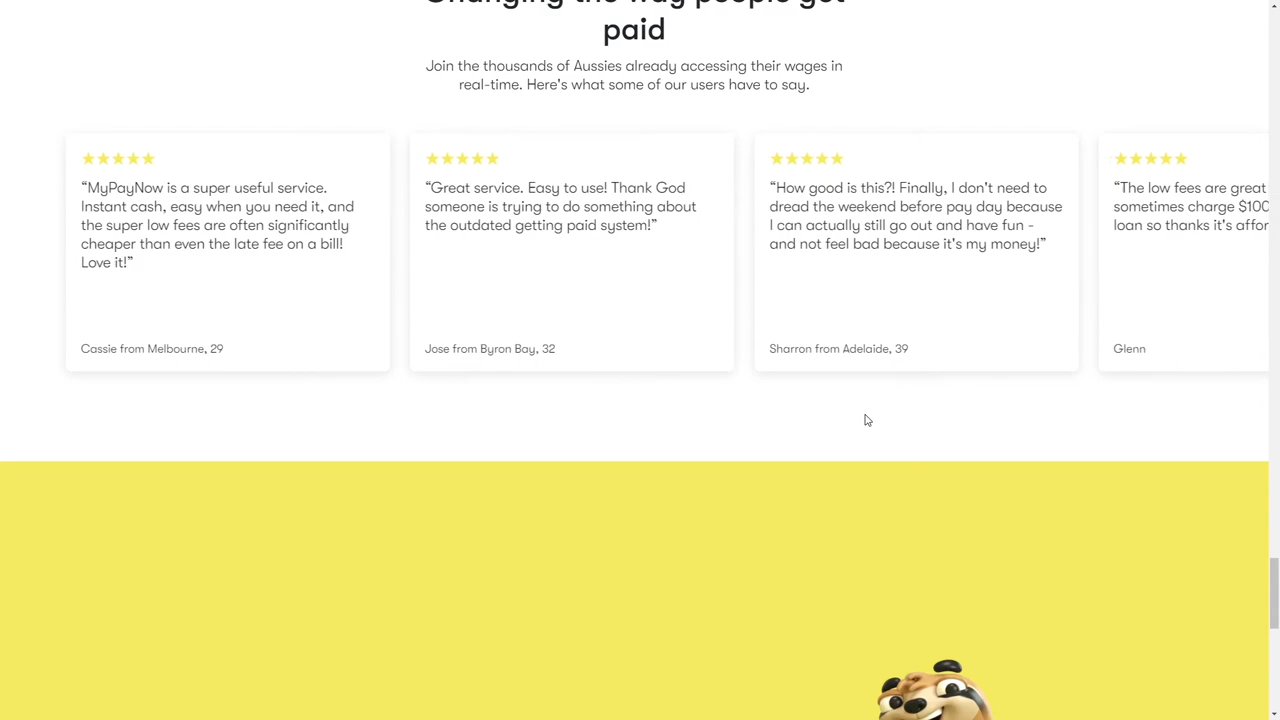 Changing the way people get
paid
Join the thousands of Aussies already accessing their wages in
real-time. Here's what some of our users have to say.
“MyPayNow is a super useful service.
Instant cash, easy when you need it, and
the super low fees are often significantly
cheaper than even the late fee on a bill!
Love it!”
Cassie from Melbourne, 29
“Great service. Easy to use! Thank God
someone is trying to do something about
the outdated getting paid system!”
Jose from Byron Bay, 32
“How good is this?! Finally, I don't need to
dread the weekend before pay day because
I can actually still go out and have fun -
and not feel bad because it's my money!”
Sharron from Adelaide, 39
“The low fees are great
sometimes charge $100
loan so thanks it's
Glenn